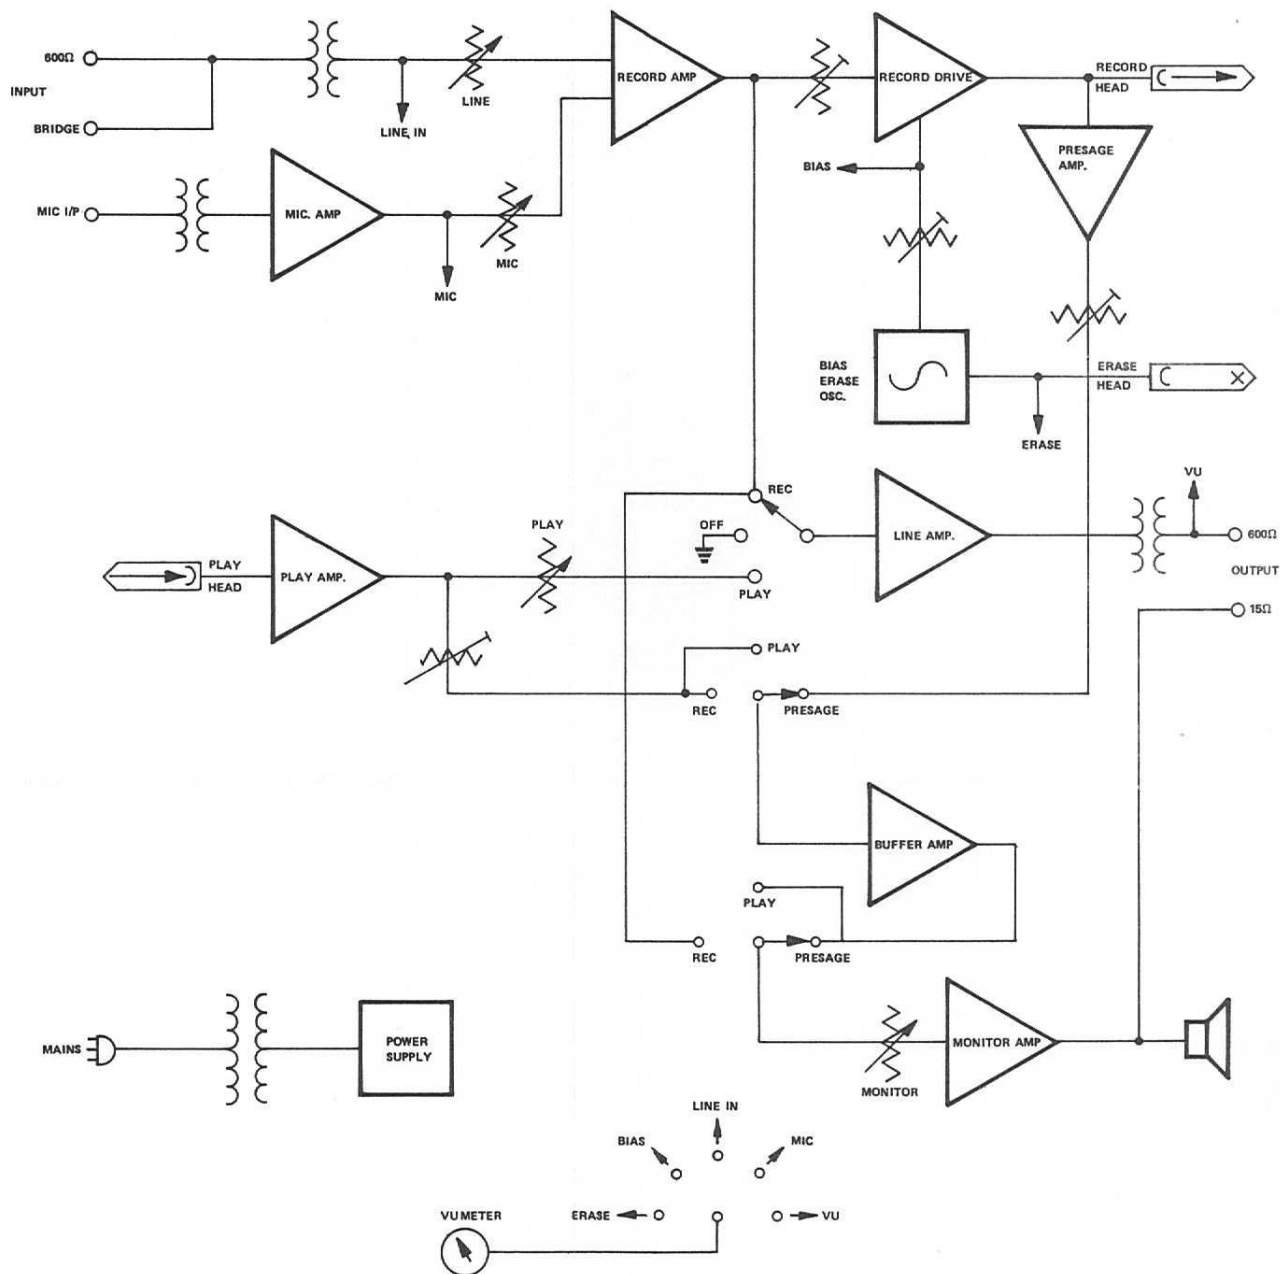 600Ω
INPUT
BRIDGE
LINE IN
LINE
RECORD AMP
RECORD DRIVE
RECORD
HEAD
PRESAGE
AMP.
BIAS
MIC I/P
MIC. AMP
MIC
MIC
BIAS
ERASE
OSC.
ERASE
HEAD
ERASE
REC
OFF
PLAY
LINE AMP.
VU
600Ω
OUTPUT
15Ω
PLAY
HEAD
PLAY AMP.
PLAY
PLAY
REC
PRESAGE
BUFFER AMP
PLAY
REC
PRESAGE
MAINS
POWER
SUPPLY
MONITOR
MONITOR AMP
LINE IN
BIAS
MIC
VU METER
ERASE
VU